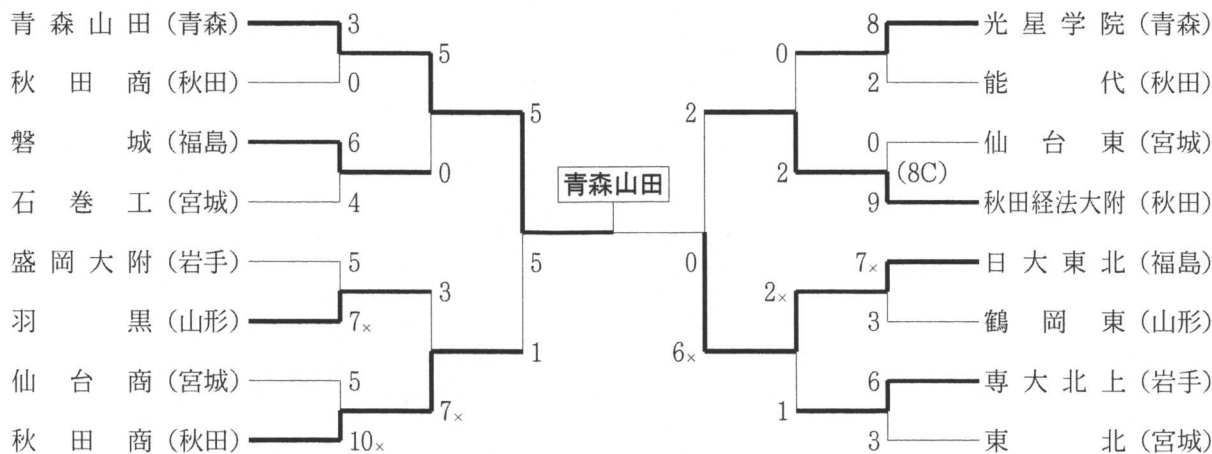 青森山田（青森） 3
5
秋田商（秋田） 0
5
磐城（福島） 6
0
石巻工（宮城） 4
青森山田
5 0
盛岡大附（岩手） 5
3
羽黒（山形） 7×
1
仙台商（宮城） 5
7×
秋田商（秋田） 10×
8 光星学院（青森）
0
2 能代（秋田）
2
0 仙台東（宮城）
2 (8C)
9 秋田経法大附（秋田）
7× 日大東北（福島）
2×
3 鶴岡東（山形）
6×
6 専大北上（岩手）
1
3 東北（宮城）